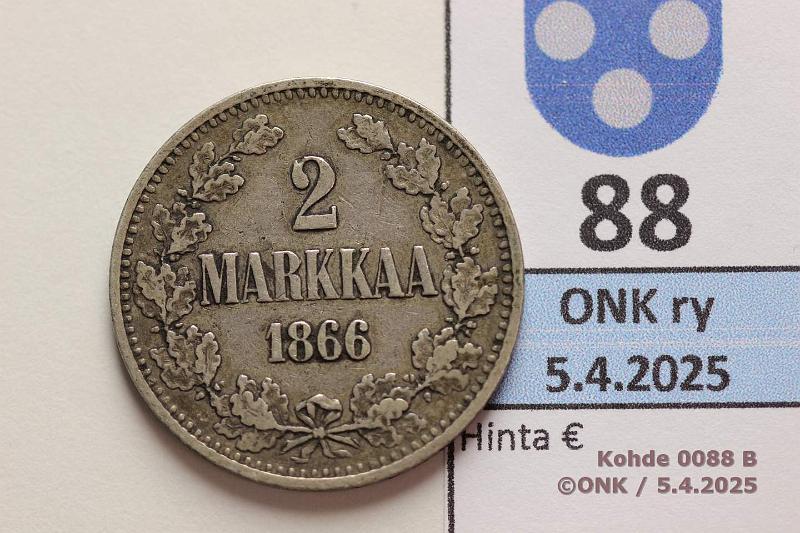 2
MARKKAA
1866
88
ONK ry
5.4.2025
Hinta €
Kohde 0088 B
©ONK / 5.4.2025